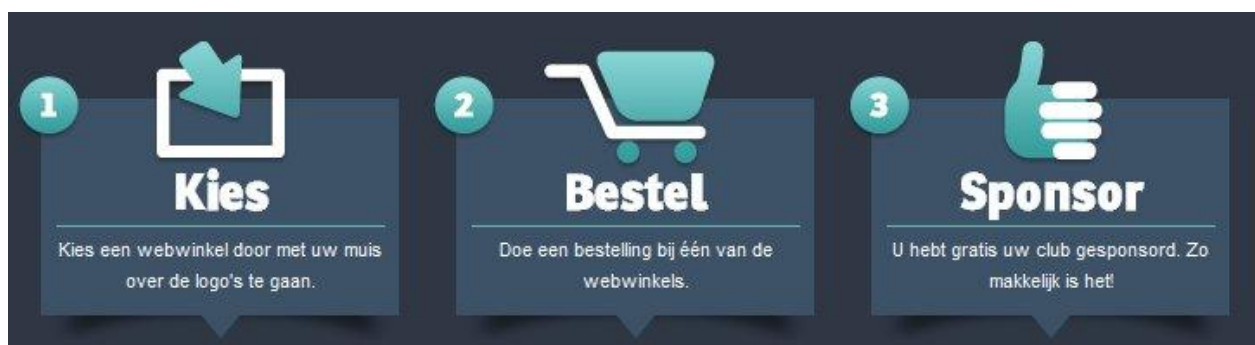 1
Kies
Kies een webwinkel door met uw muis
over de logo's te gaan.
2
Bestel
Doe een bestelling bij één van de
webwinkels.
3
Sponsor
U hebt gratis uw club gesponsord. Zo
makkelijk is het!